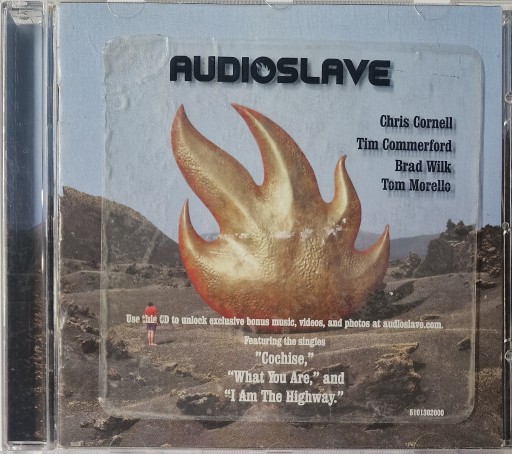 AUDIOSLAVE
Chris Cornell
Tim Commerford
Brad Wilk
Tom Morello
Use this CD to unlock exclusive bonus music, videos, and photos at audioslave.com.
Featuring the singles
"Cochise,"
"What You Are," and
"I Am The Highway."
5101302000